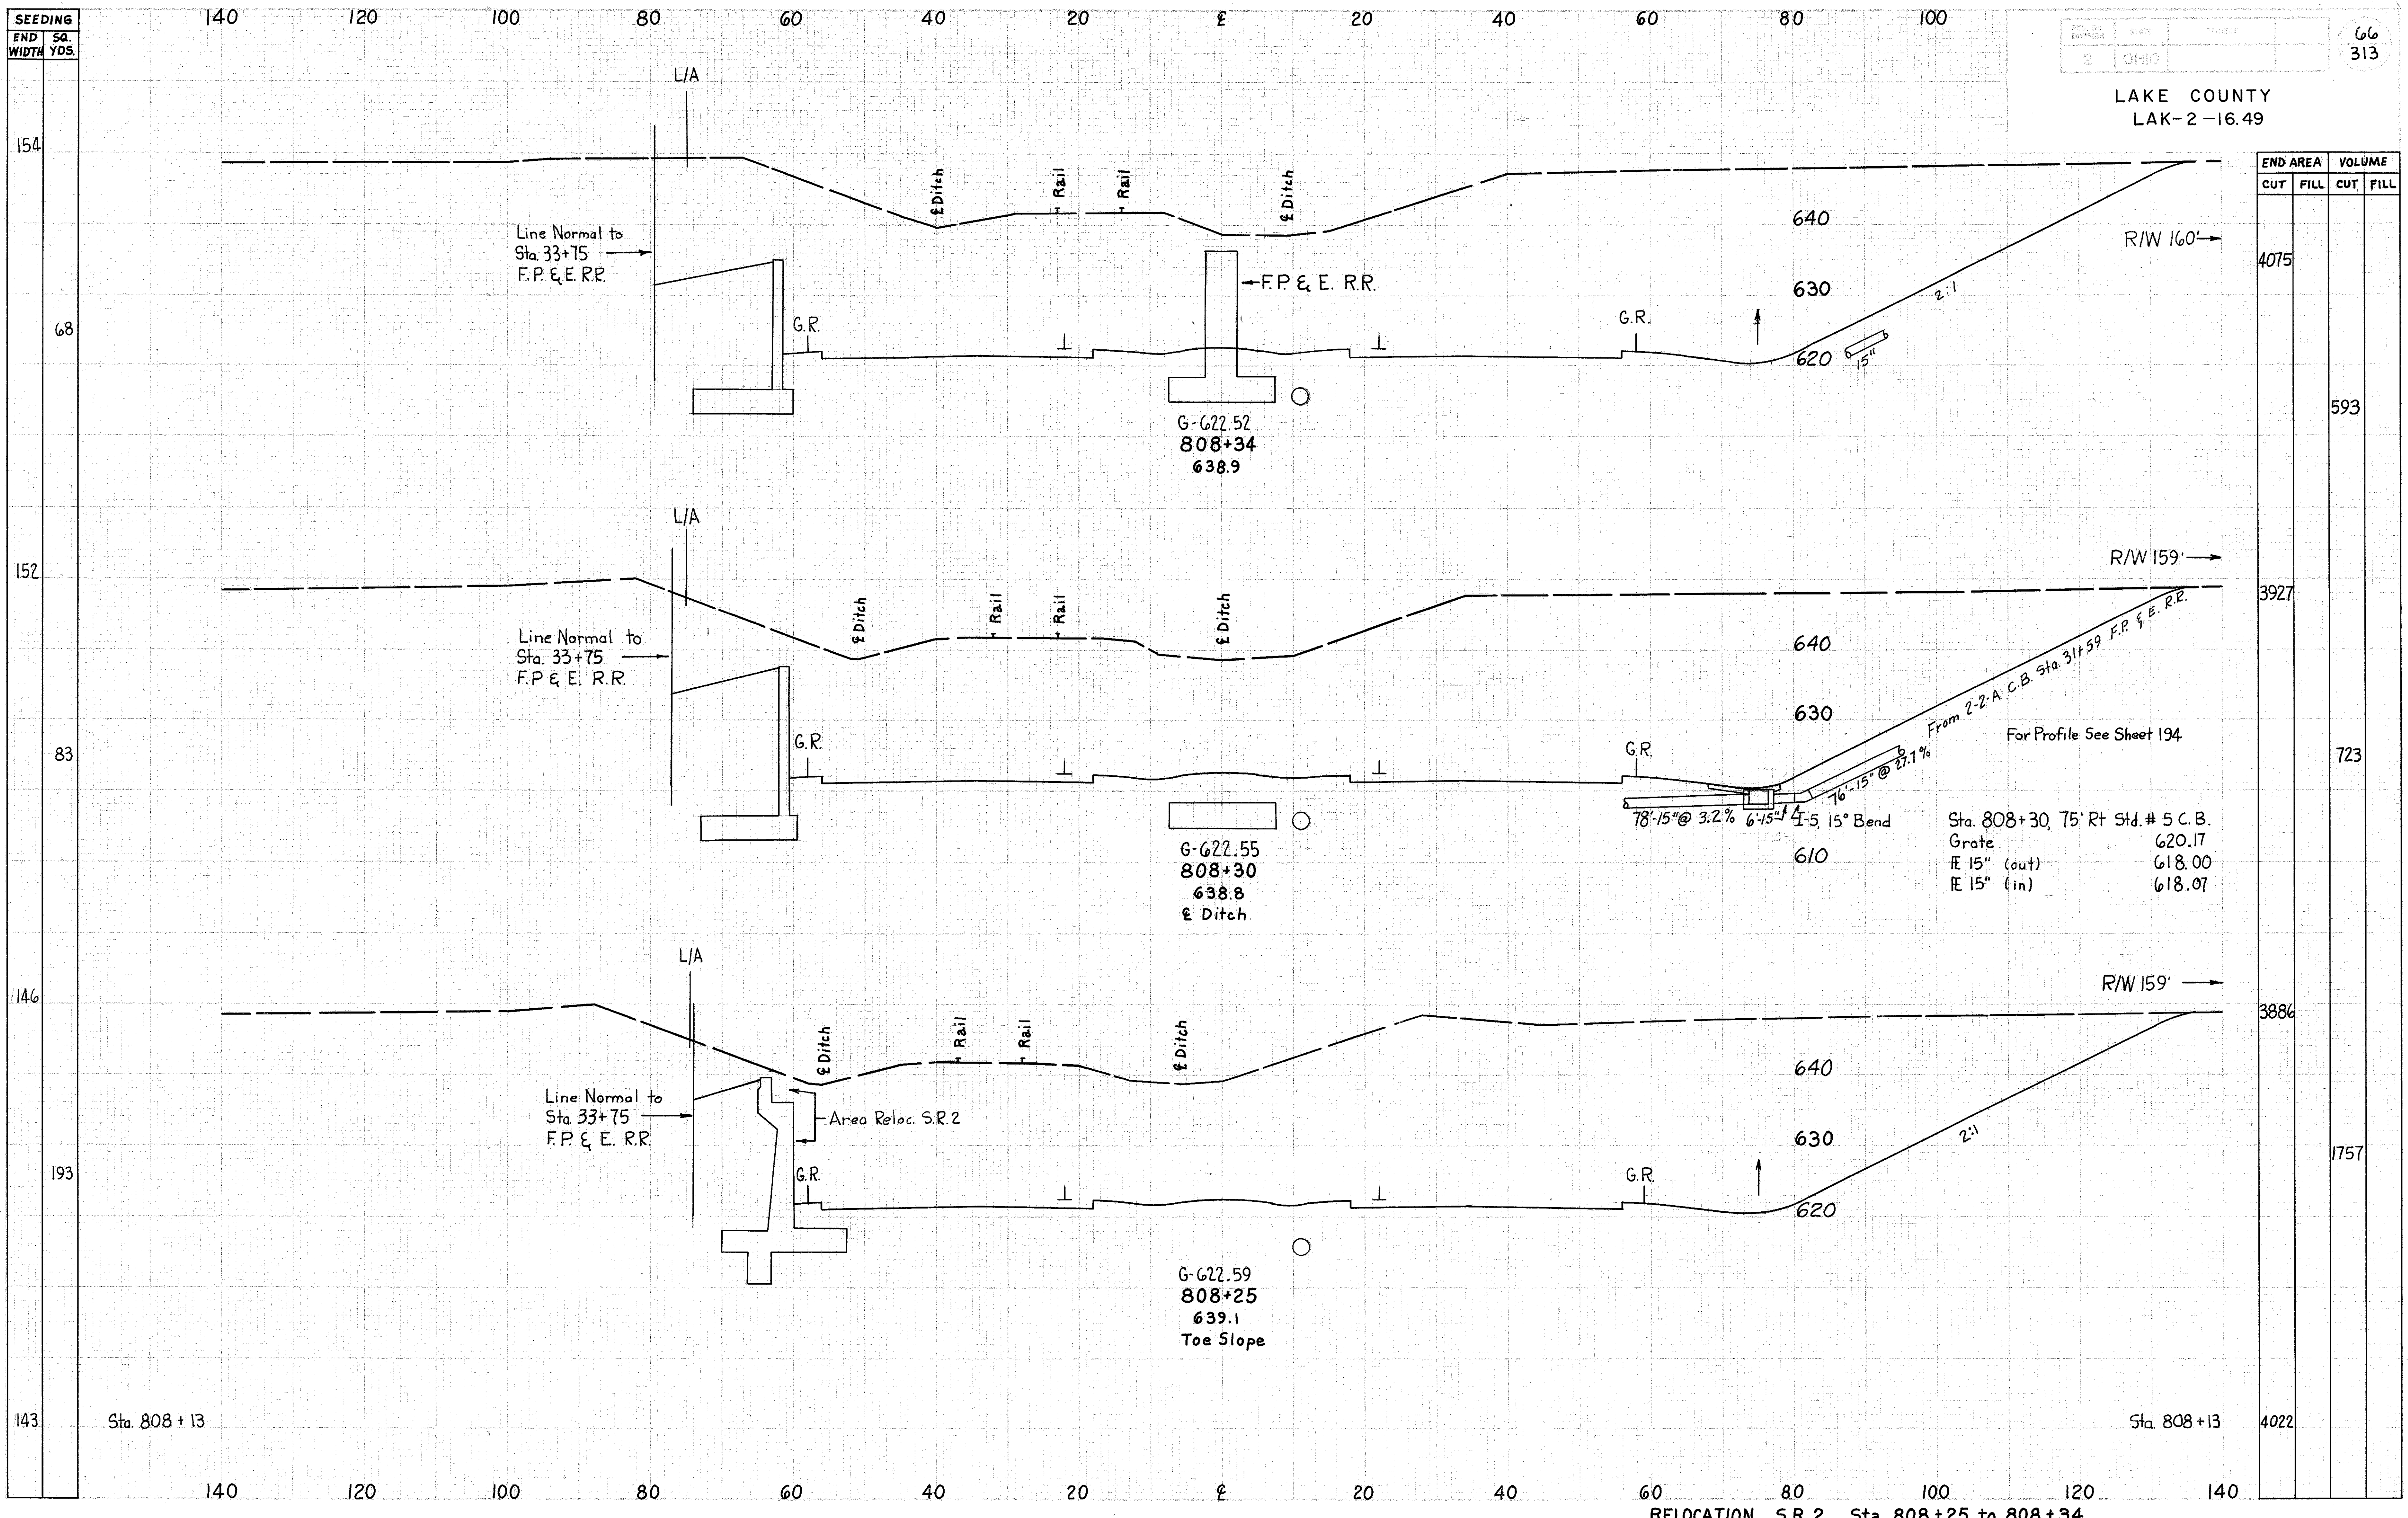 SEEDING
END WIDTH
SQ. YDS.
140 80 60 40 20 ℄ 20 40 60 80 100
2 OHIO
66
313
LAKE COUNTY
LAK-2-16.49
END AREA VOLUME
CUT FILL CUT FILL
154
L/A
℄ Ditch
Rail
Rail
℄ Ditch
640
R/W 160'
Line Normal to
Sta. 33+75
F.P. & E. R.R.
4075
F.P. & E. R.R.
630
2:1
68
G.R.
G.R.
620
15"
593
G-622.52
808+34
638.9
L/A
R/W 159'
152
3927
℄ Ditch
Rail
Rail
℄ Ditch
Line Normal to
Sta. 33+75
F.P & E. R.R.
640
From 2-2-A C.B. Sta. 31+59 F.P. & E. R.R.
630
For Profile See Sheet 194
83
G.R.
G.R.
723
76'-15" @ 27.7%
78'-15" @ 3.2% 6'-15" I-5, 15° Bend
Sta. 808+30, 75' Rt Std. # 5 C.B.
Grate 620.17
FE 15" (out) 618.00
FE 15" (in) 618.07
610
G-622.55
808+30
638.8
℄ Ditch
L/A
R/W 159'
146
3886
℄ Ditch
Rail
Rail
℄ Ditch
640
Line Normal to
Sta. 33+75
F.P. & E. R.R.
Area Reloc. S.R.2
630
2:1
1757
193
G.R.
G.R.
620
G-622.59
808+25
639.1
Toe Slope
143
Sta. 808+13
Sta. 808+13
4022
140 120 100 80 60 40 20 ℄ 20 40 60 80 100 120 140
RELOCATION S.R.2 Sta. 808+25 to 808+34